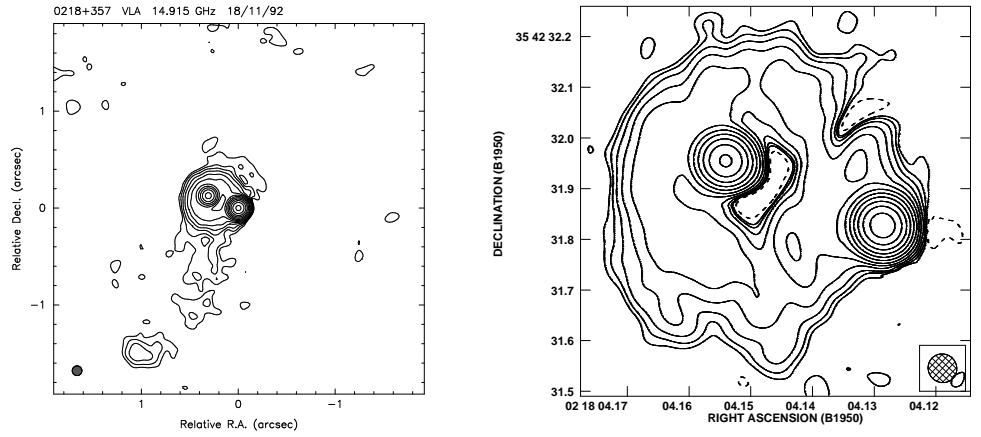 0218+357 VLA 14.915 GHz 18/11/92
Relative Decl. (arcsec)
1
0
−1
1 0 −1
Relative R.A. (arcsec)
DECLINATION (B1950)
35 42 32.2
32.1
32.0
31.9
31.8
31.7
31.6
31.5
02 18 04.17 04.16 04.15 04.14 04.13 04.12
RIGHT ASCENSION (B1950)